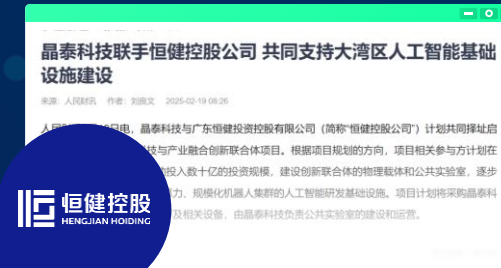 晶泰科技联手恒健控股公司 共同支持大湾区人工智能基础
设施建设
来源：人民财讯 作者：刘良文 2025-02-19 08:26
日电，晶泰科技与广东恒健投资控股有限公司（简称“恒健控股公司”）计划共同择址启
技与产业融合创新联合体项目。根据项目规划的方向，项目相关参与方计划在
投入数十亿的投资规模，建设创新联合体的物理载体和公共实验室，逐步
力、规模化机器人集群的人工智能研发基础设施。项目计划将采购晶泰科
及相关设备，由晶泰科技负责公共实验室的建设和运营。
恒健控股
HENGJIAN HOIDING